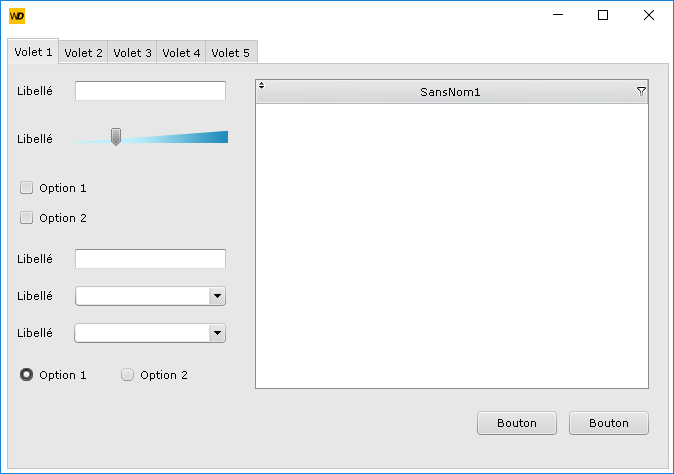 WD
Volet 1 Volet 2 Volet 3 Volet 4 Volet 5
Libellé
SansNom1
Libellé
Option 1
Option 2
Libellé
Libellé
Libellé
Option 1 Option 2
Bouton Bouton